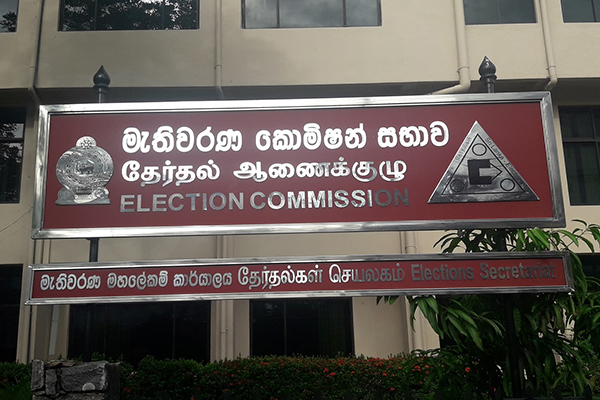 මැතිවරණ කොමිෂන් සභාව
தேர்தல் ஆணைக்குழு
ELECTION COMMISSION
මැතිවරණ මහලේකම් කාර්යාලය தேர்தல்கள் செயலகம் Elections Secretariat